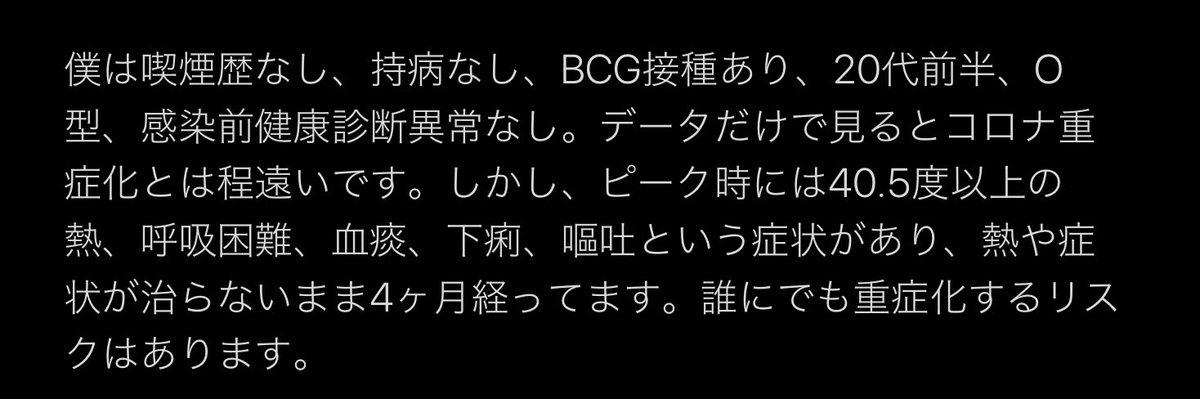 僕は喫煙歴なし、持病なし、BCG接種あり、20代前半、O
型、感染前健康診断異常なし。データだけで見るとコロナ重
症化とは程遠いです。しかし、ピーク時には40.5度以上の
熱、呼吸困難、血痰、下痢、嘔吐という症状があり、熱や症
状が治らないまま4ヶ月経ってます。誰にでも重症化するリス
クはあります。